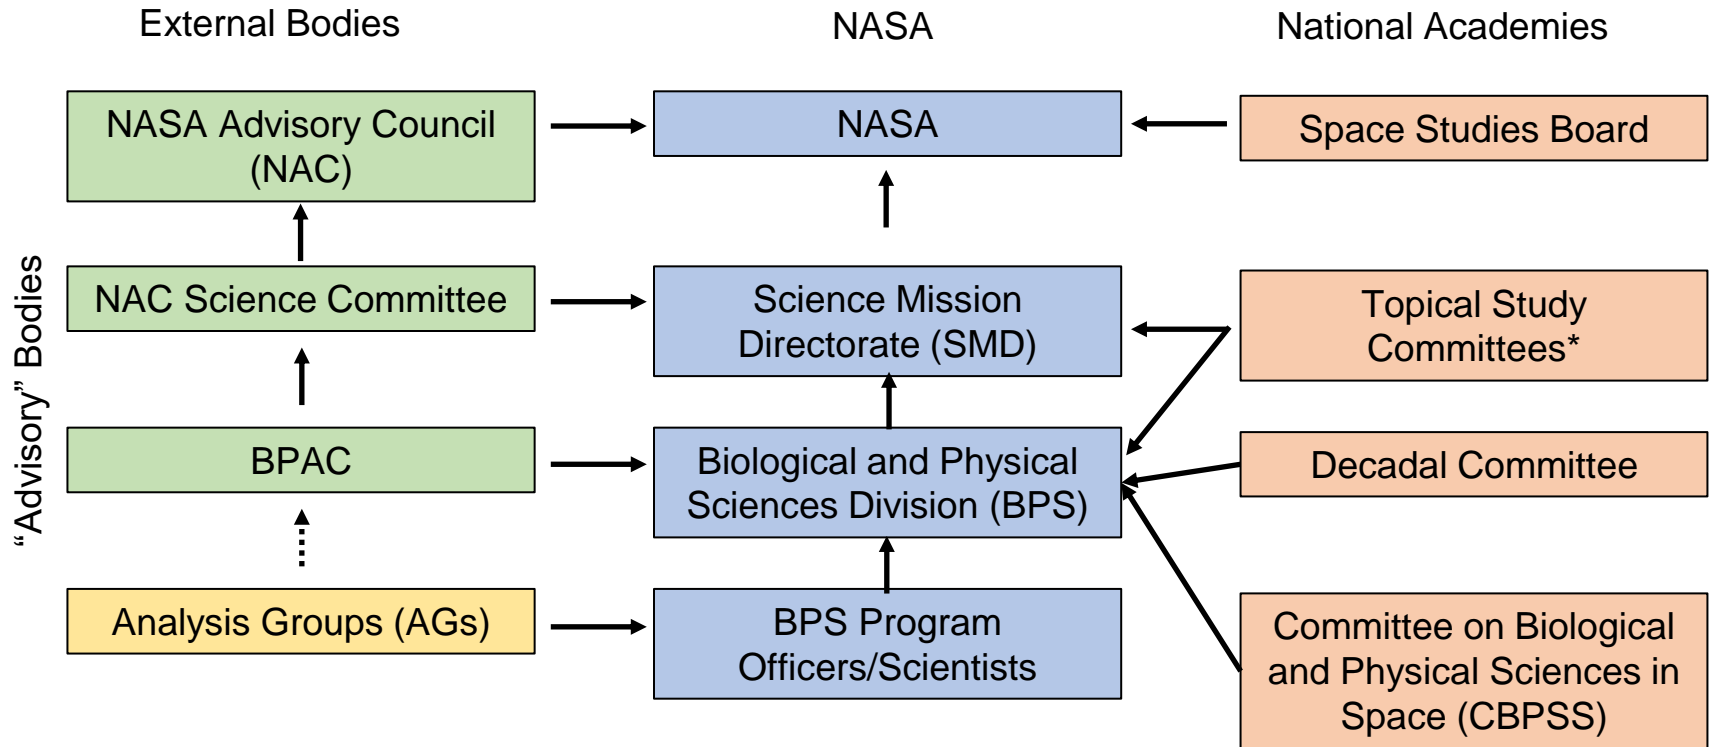 External Bodies
NASA
National Academies
“Advisory” Bodies
NASA Advisory Council
(NAC)
NASA
Space Studies Board
NAC Science Committee
Science Mission
Directorate (SMD)
Topical Study
Committees*
BPAC
Biological and Physical
Sciences Division (BPS)
Decadal Committee
Analysis Groups (AGs)
BPS Program
Officers/Scientists
Committee on Biological
and Physical Sciences in
Space (CBPSS)